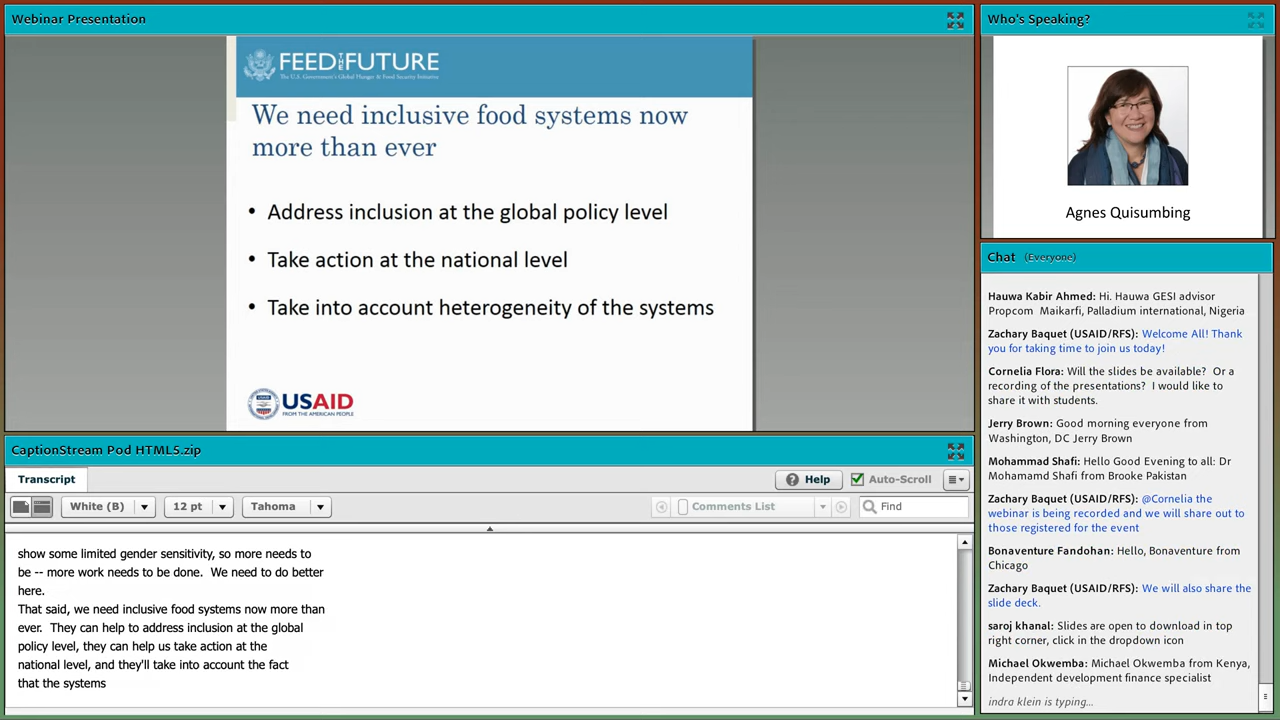 Webinar Presentation
FEED THE FUTURE
The U.S. Government's Global Hunger & Food Security Initiative
We need inclusive food systems now
more than ever
• Address inclusion at the global policy level
• Take action at the national level
• Take into account heterogeneity of the systems
USAID
FROM THE AMERICAN PEOPLE
Who's Speaking?
Agnes Quisumbing
CaptionStream Pod HTML5.zip
Transcript
Help
Auto-Scroll
White (B)
12 pt
Tahoma
Comments List
Find
show some limited gender sensitivity, so more needs to
be -- more work needs to be done.  We need to do better
here.
That said, we need inclusive food systems now more than
ever.  They can help to address inclusion at the global
policy level, they can help us take action at the
national level, and they'll take into account the fact
that the systems
Chat (Everyone)
Hauwa Kabir Ahmed: Hi. Hauwa GESI advisor
Propcom  Maikarfi, Palladium international, Nigeria
Zachary Baquet (USAID/RFS): Welcome All! Thank
you for taking time to join us today!
Cornelia Flora: Will the slides be available?  Or a
recording of the presentations?  I would like to
share it with students.
Jerry Brown: Good morning everyone from
Washington, DC Jerry Brown
Mohammad Shafi: Hello Good Evening to all: Dr
Mohamamd Shafi from Brooke Pakistan
Zachary Baquet (USAID/RFS): @Cornelia the
webinar is being recorded and we will share out to
those registered for the event
Bonaventure Fandohan: Hello, Bonaventure from
Chicago
Zachary Baquet (USAID/RFS): We will also share the
slide deck.
saroj khanal: Slides are open to download in top
right corner, click in the dropdown icon
Michael Okwemba: Michael Okwemba from Kenya,
Independent development finance specialist
indra klein is typing...